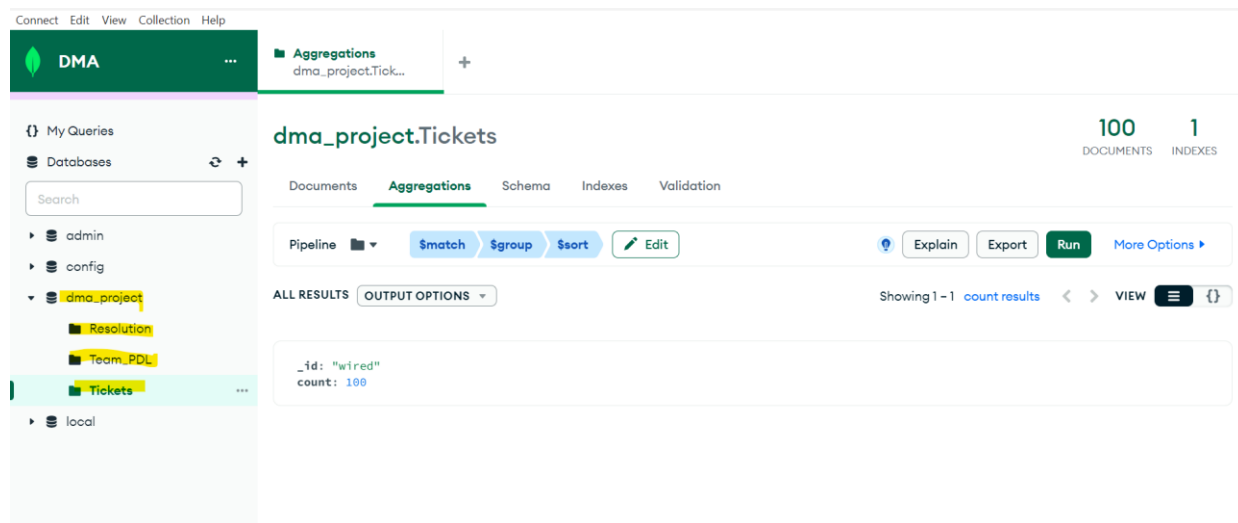 Connect Edit View Collection Help
DMA ...
Aggregations
dma_project.Tick...
+
{} My Queries
Databases
+
Search
admin
config
dma_project
Resolution
Team_PDL
Tickets
...
local
dma_project.Tickets
100
DOCUMENTS
1
INDEXES
Documents Aggregations Schema Indexes Validation
Pipeline $match $group $sort Edit Explain Export Run More Options
ALL RESULTS OUTPUT OPTIONS Showing 1 – 1 count results < > VIEW {}
_id: "wired"
count: 100